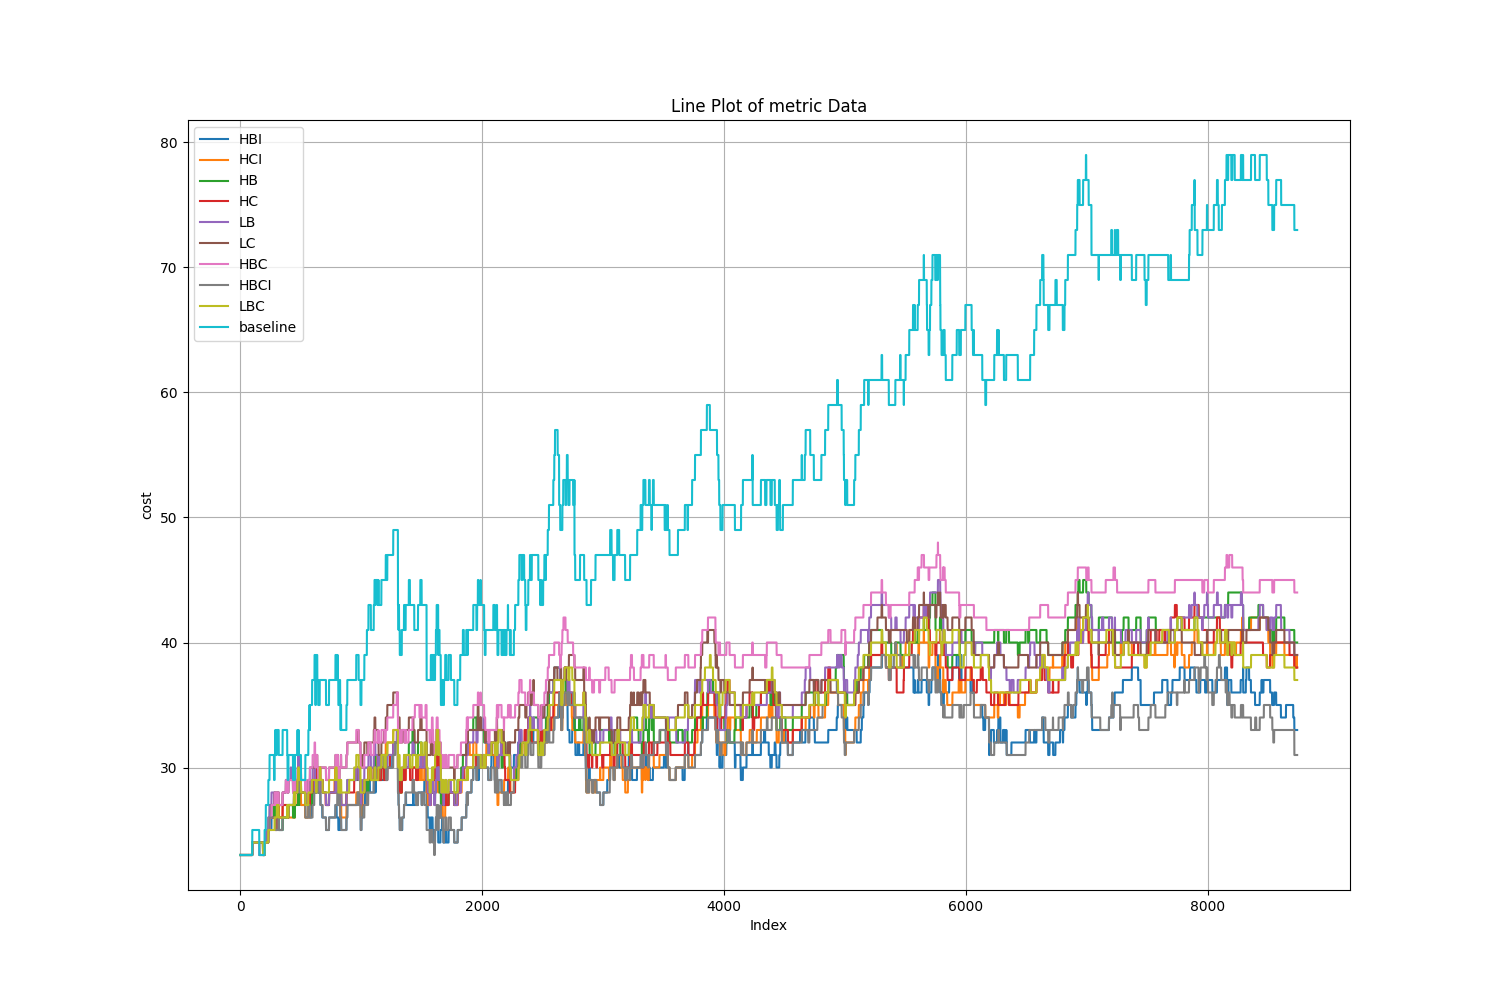 Line Plot of metric Data
80
70
60
50
40
30
cost
HBI
HCI
HB
HC
LB
LC
HBC
HBCI
LBC
baseline
0 2000 4000 6000 8000
Index